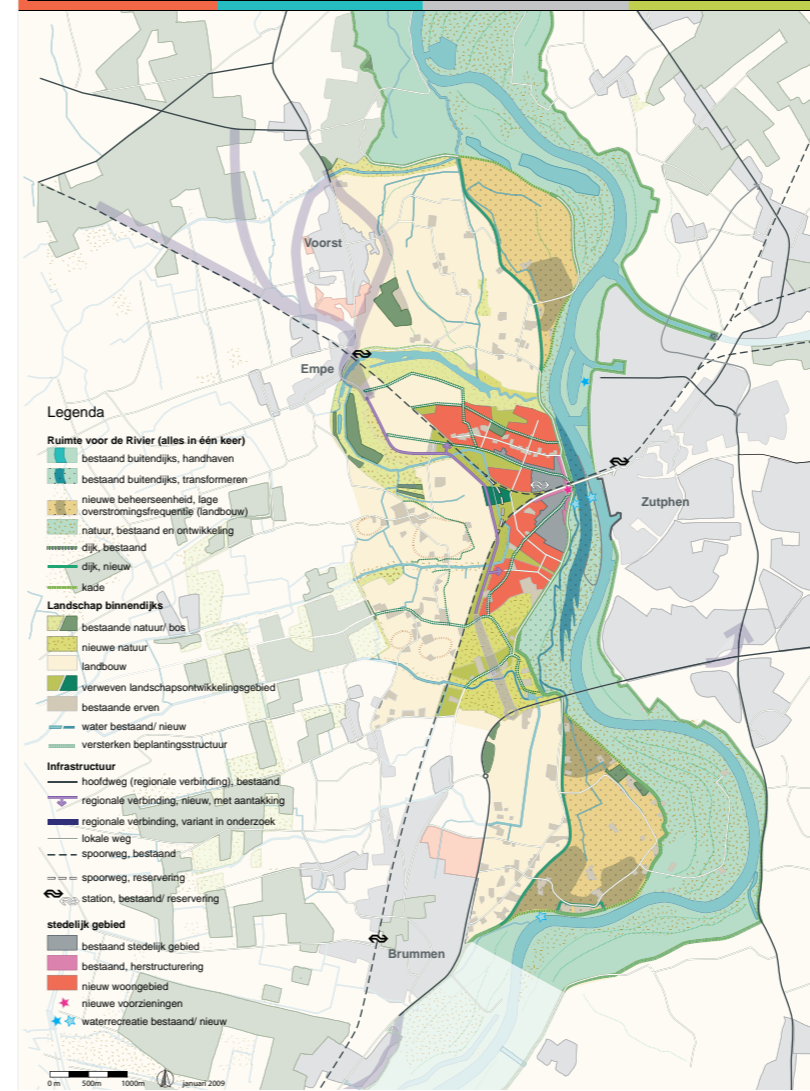 Voorst
Empe
Zutphen
Brummen
Legenda
Ruimte voor de Rivier (alles in één keer)
bestaand buitendijks, handhaven
bestaand buitendijks, transformeren
nieuwe beheerseenheid, lage
overstromingsfrequentie (landbouw)
natuur, bestaand en ontwikkeling
dijk, bestaand
dijk, nieuw
kade
Landschap binnendijks
bestaande natuur/ bos
nieuwe natuur
landbouw
verweven landschapsontwikkelingsgebied
bestaande erven
water bestaand/ nieuw
versterken beplantingsstructuur
Infrastructuur
hoofdweg (regionale verbinding), bestaand
regionale verbinding, nieuw, met aantakking
regionale verbinding, variant in onderzoek
lokale weg
spoorweg, bestaand
spoorweg, reservering
station, bestaand/ reservering
stedelijk gebied
bestaand stedelijk gebied
bestaand, herstructurering
nieuw woongebied
nieuwe voorzieningen
waterrecreatie bestaand/ nieuw
0 m 500m 1000m januari 2009